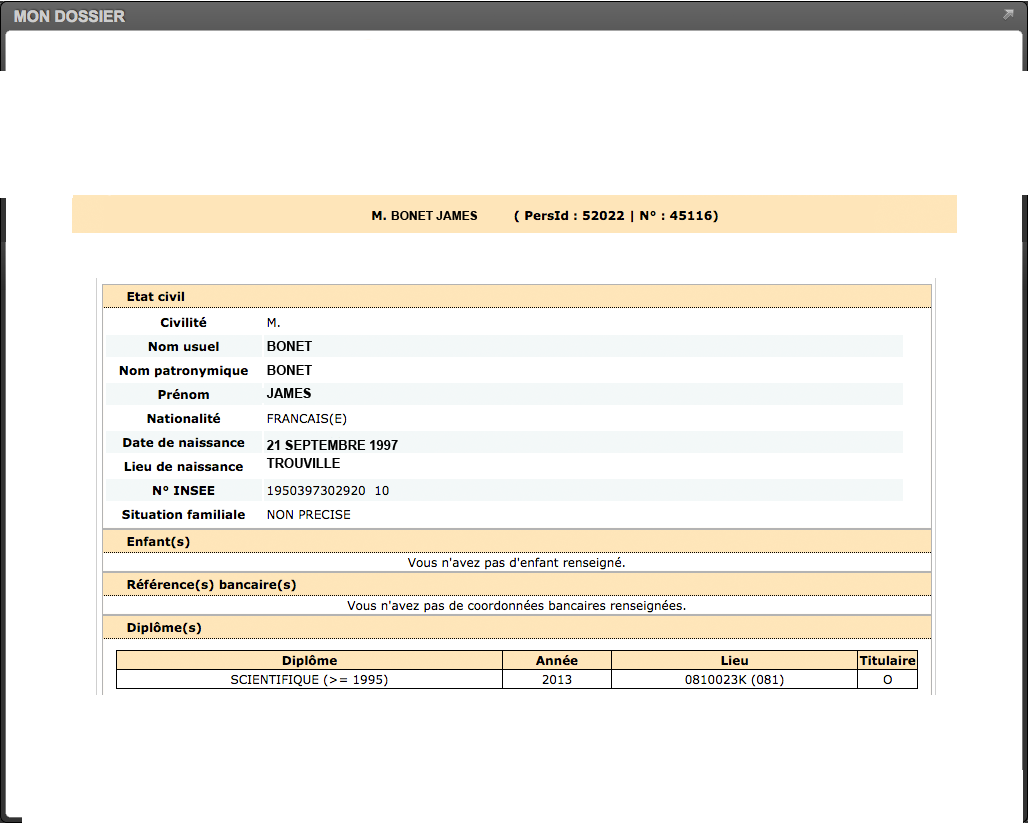 MON DOSSIER
M. BONET JAMES ( PersId : 52022 | N° : 45116)
Etat civil
Civilité M.
Nom usuel BONET
Nom patronymique BONET
Prénom JAMES
Nationalité FRANCAIS(E)
Date de naissance 21 SEPTEMBRE 1997
Lieu de naissance TROUVILLE
N° INSEE 1950397302920 10
Situation familiale NON PRECISE
Enfant(s)
Vous n'avez pas d'enfant renseigné.
Référence(s) bancaire(s)
Vous n'avez pas de coordonnées bancaires renseignées.
Diplôme(s)
Diplôme Année Lieu Titulaire
SCIENTIFIQUE (>= 1995) 2013 0810023K (081) O